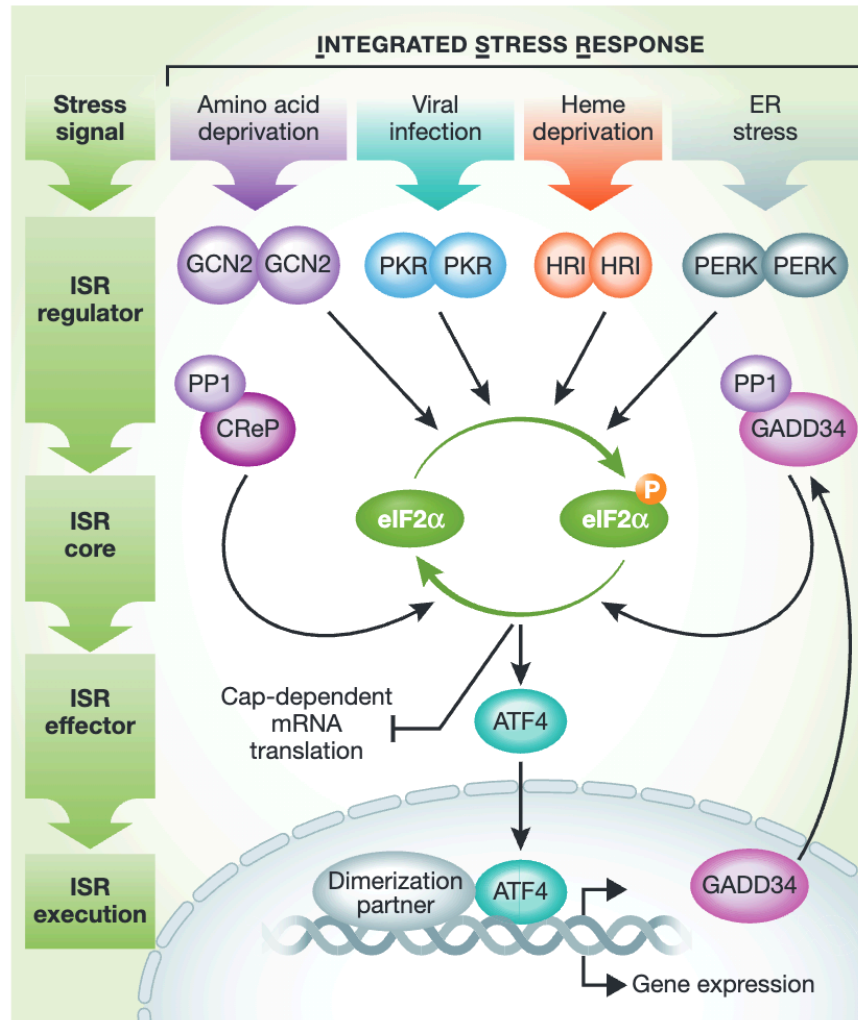 INTEGRATED STRESS RESPONSE
Stress
signal
Amino acid
deprivation
Viral
infection
Heme
deprivation
ER
stress
ISR
regulator
GCN2 GCN2
PKR PKR
HRI HRI
PERK PERK
PP1
CReP
PP1
GADD34
ISR
core
eIF2α
eIF2α
P
ISR
effector
Cap-dependent
mRNA
translation
ATF4
ISR
execution
Dimerization
partner
ATF4
GADD34
Gene expression